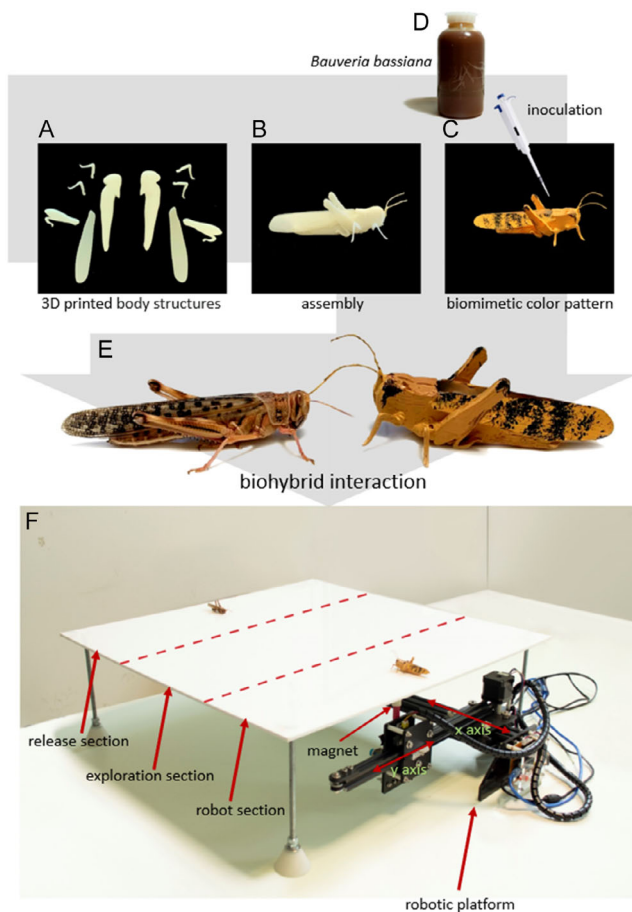 D
Bauveria bassiana
inoculation
A
B
C
3D printed body structures
assembly
biomimetic color pattern
E
biohybrid interaction
F
release section
exploration section
robot section
magnet
x axis
y axis
robotic platform